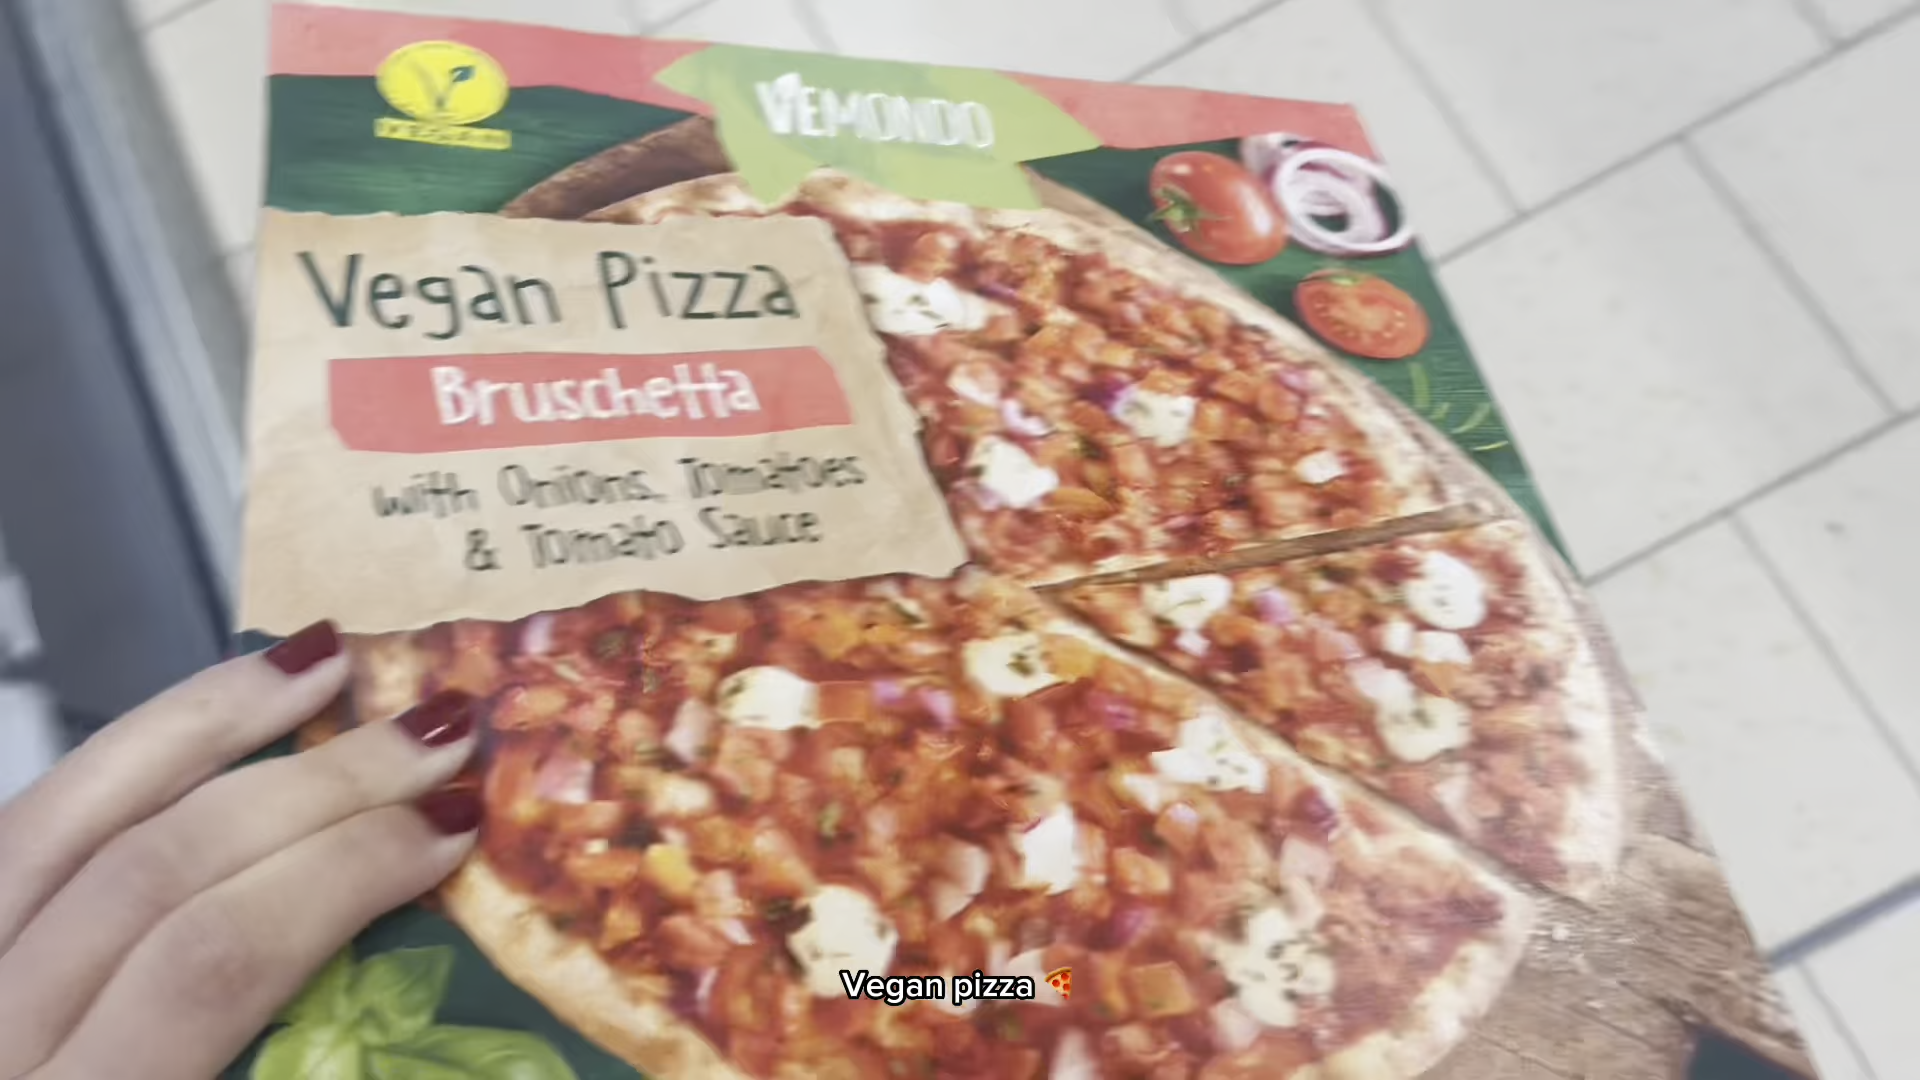 VEMONDO
Vegan Pizza
Bruschetta
with Onions, Tomatoes
& Tomato Sauce
Vegan pizza 🍕